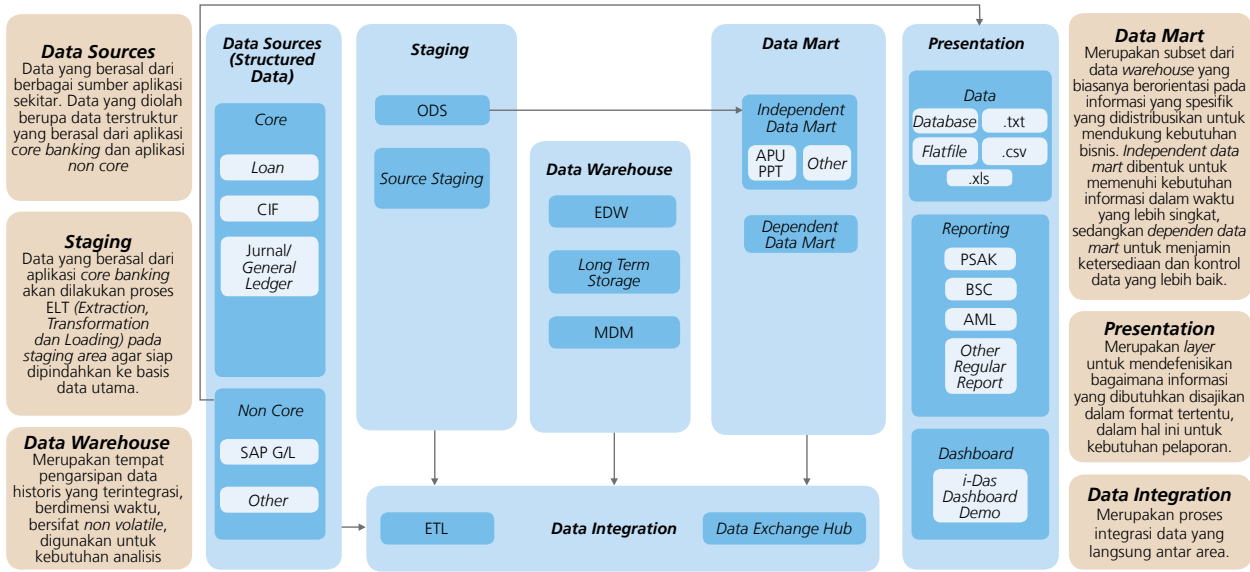 Data Sources
Data yang berasal dari
berbagai sumber aplikasi
sekitar. Data yang diolah
berupa data terstruktur
yang berasal dari aplikasi
core banking dan aplikasi
non core
Staging
Data yang berasal dari
aplikasi core banking
akan dilakukan proses
ELT (Extraction,
Transformation
dan Loading) pada
staging area agar siap
dipindahkan ke basis
data utama.
Data Warehouse
Merupakan tempat
pengarsipan data
historis yang terintegrasi,
berdimensi waktu,
bersifat non volatile,
digunakan untuk
kebutuhan analisis
Data Sources
(Structured
Data)
Core
Loan
CIF
Jurnal/
General
Ledger
Non Core
SAP G/L
Other
Staging
ODS
Source Staging
Data Warehouse
EDW
Long Term
Storage
MDM
Data Mart
Independent
Data Mart
APU
PPT
Other
Dependent
Data Mart
ETL
Data Integration
Data Exchange Hub
Presentation
Data
Database
.txt
Flatfile
.csv
.xls
Reporting
PSAK
BSC
AML
Other
Regular
Report
Dashboard
i-Das
Dashboard
Demo
Data Mart
Merupakan subset dari
data warehouse yang
biasanya berorientasi pada
informasi yang spesifik
yang didistribusikan untuk
mendukung kebutuhan
bisnis. Independent data
mart dibentuk untuk
memenuhi kebutuhan
informasi dalam waktu
yang lebih singkat,
sedangkan dependen data
mart untuk menjamin
ketersediaan dan kontrol
data yang lebih baik.
Presentation
Merupakan layer
untuk mendefenisikan
bagaimana informasi
yang dibutuhkan disajikan
dalam format tertentu,
dalam hal ini untuk
kebutuhan pelaporan.
Data Integration
Merupakan proses
integrasi data yang
langsung antar area.